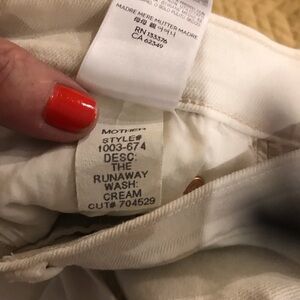 MADRE MERE MUTTER MADRE
RN 133376
CA 62349
MOTHER
STYLE#
1003-674
DESC:
THE
RUNAWAY
WASH:
CREAM
CUT# 704529